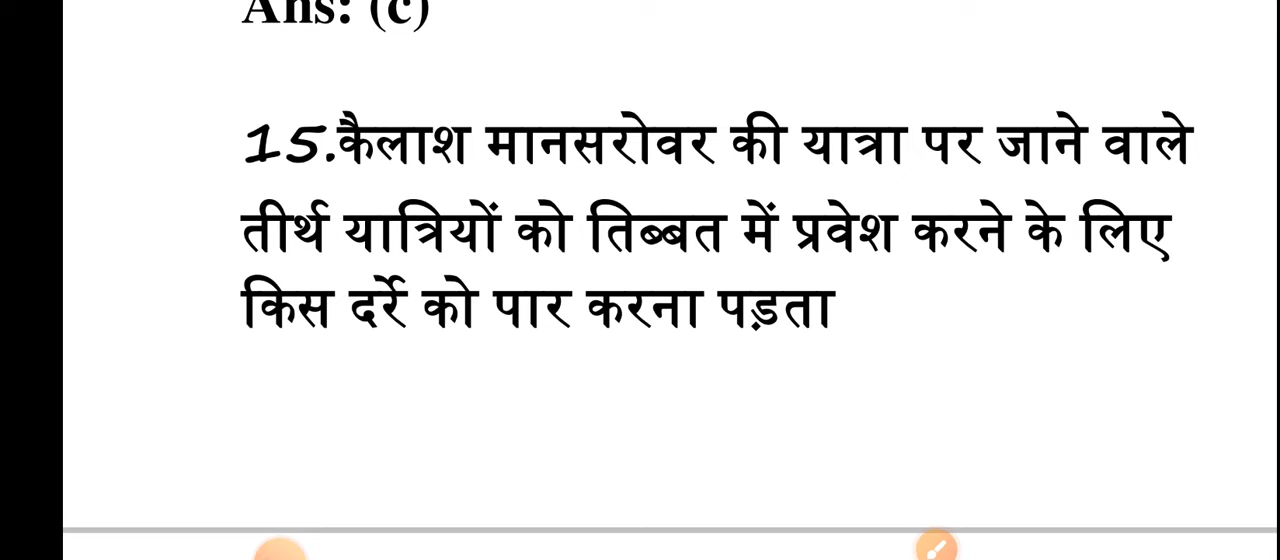 Ans: (c)
15.कैलाश मानसरोवर की यात्रा पर जाने वाले
तीर्थ यात्रियों को तिब्बत में प्रवेश करने के लिए
किस दर्रे को पार करना पड़ता